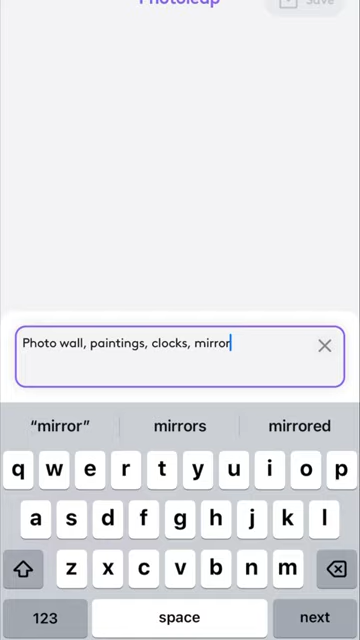 Photoleap
Save
Photo wall, paintings, clocks, mirror
"mirror" mirrors mirrored
q w e r t y u i o p
a s d f g h j k l
z x c v b n m
123 space next